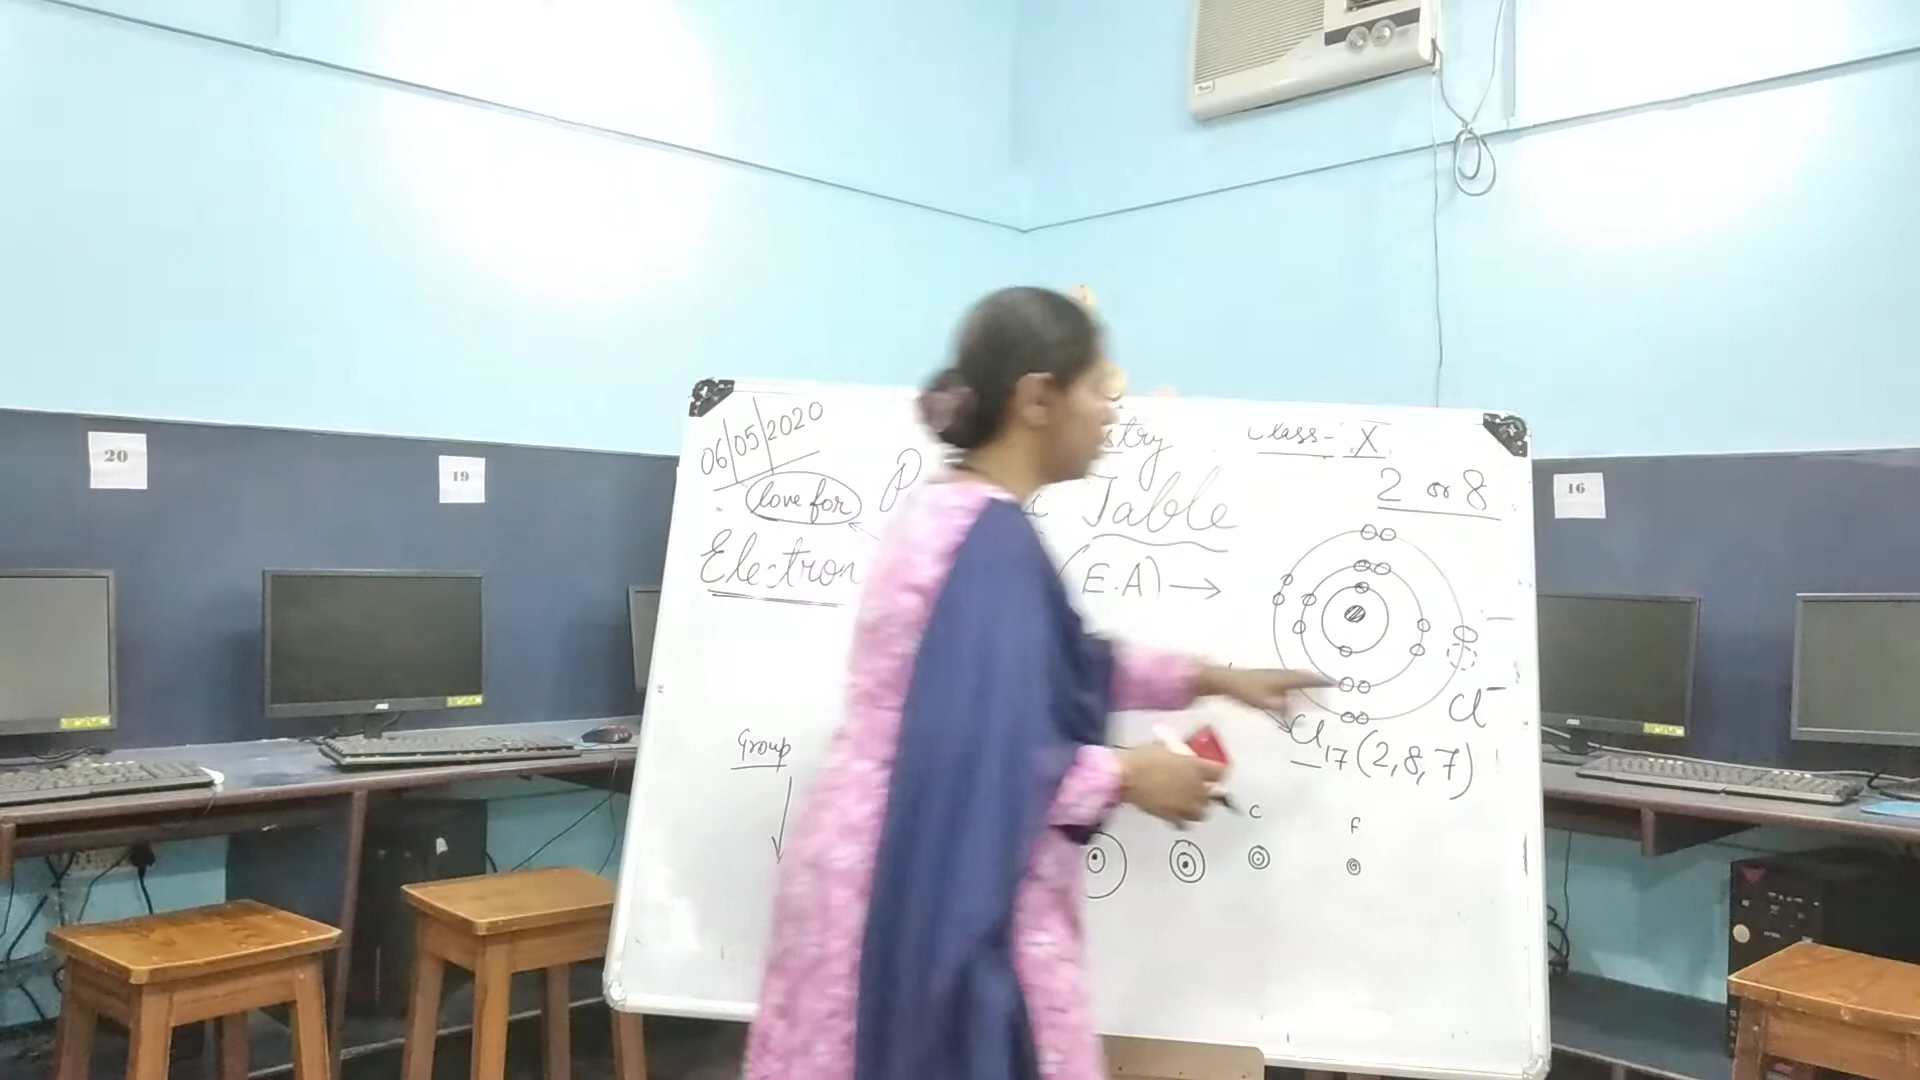 20
19
16
06/05/2020
Class- X
love for
Table
2 or 8
Electron
(E.A) →
Cl⁻
Cl₁₇(2,8,7)
Group
C
F